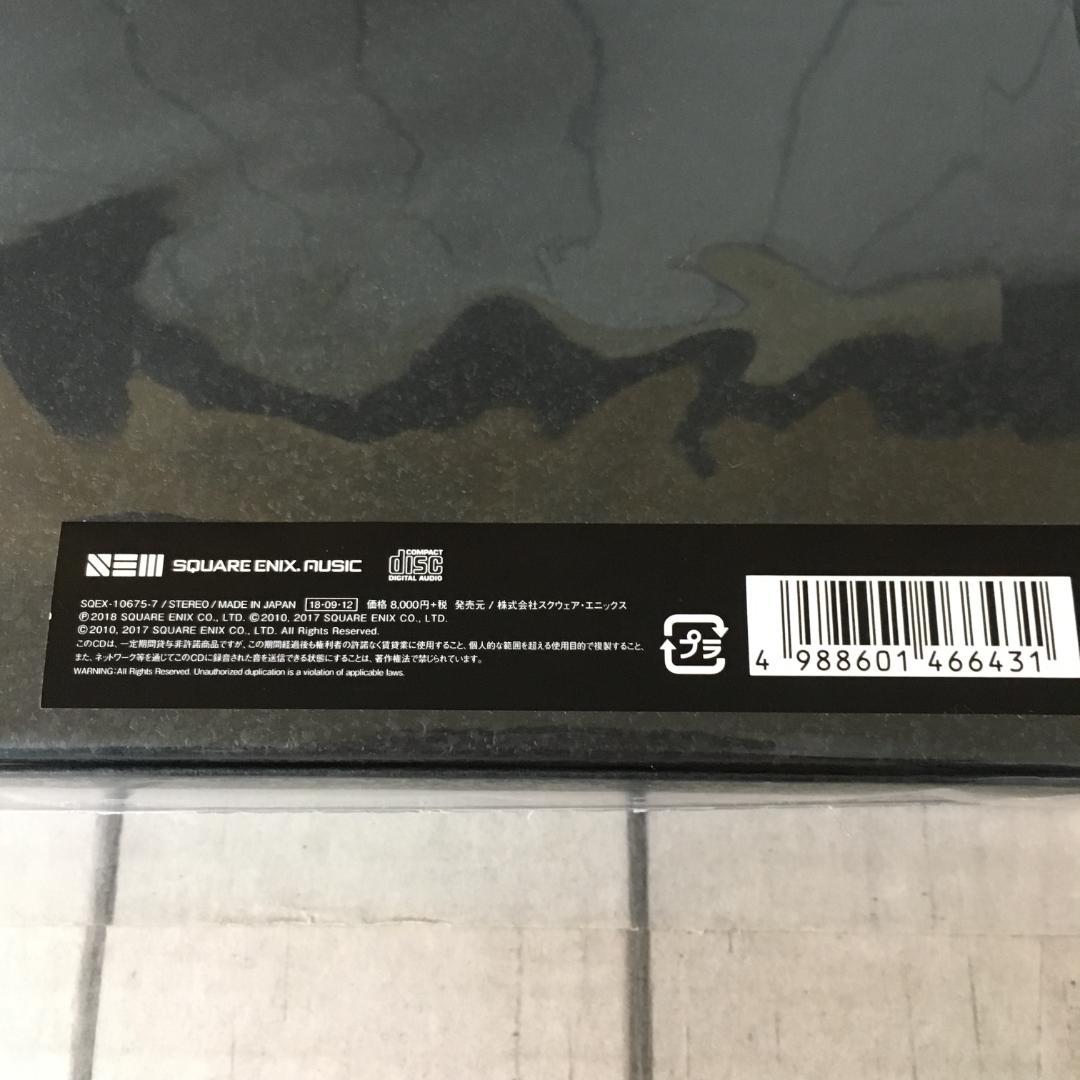 SQUARE ENIX. MUSIC
COMPACT
disc
DIGITAL AUDIO
SQEX-10675-7 / STEREO / MADE IN JAPAN 18・09・12 価格 8,000円+税 発売元 / 株式会社スクウェア・エニックス
℗2018 SQUARE ENIX CO., LTD. ©2010, 2017 SQUARE ENIX CO., LTD.
©2010, 2017 SQUARE ENIX CO., LTD. All Rights Reserved.
このCDは、一定期間貸与非許諾商品ですが、この期間経過後も権利者の許諾なく賃貸業に使用すること、個人的な範囲を超える使用目的で複製すること、
また、ネットワーク等を通じてこのCDに録音された音を送信できる状態にすることは、著作権法で禁じられています。
WARNING:All Rights Reserved. Unauthorized duplication is a violation of applicable laws.
プラ
4 988601 466431